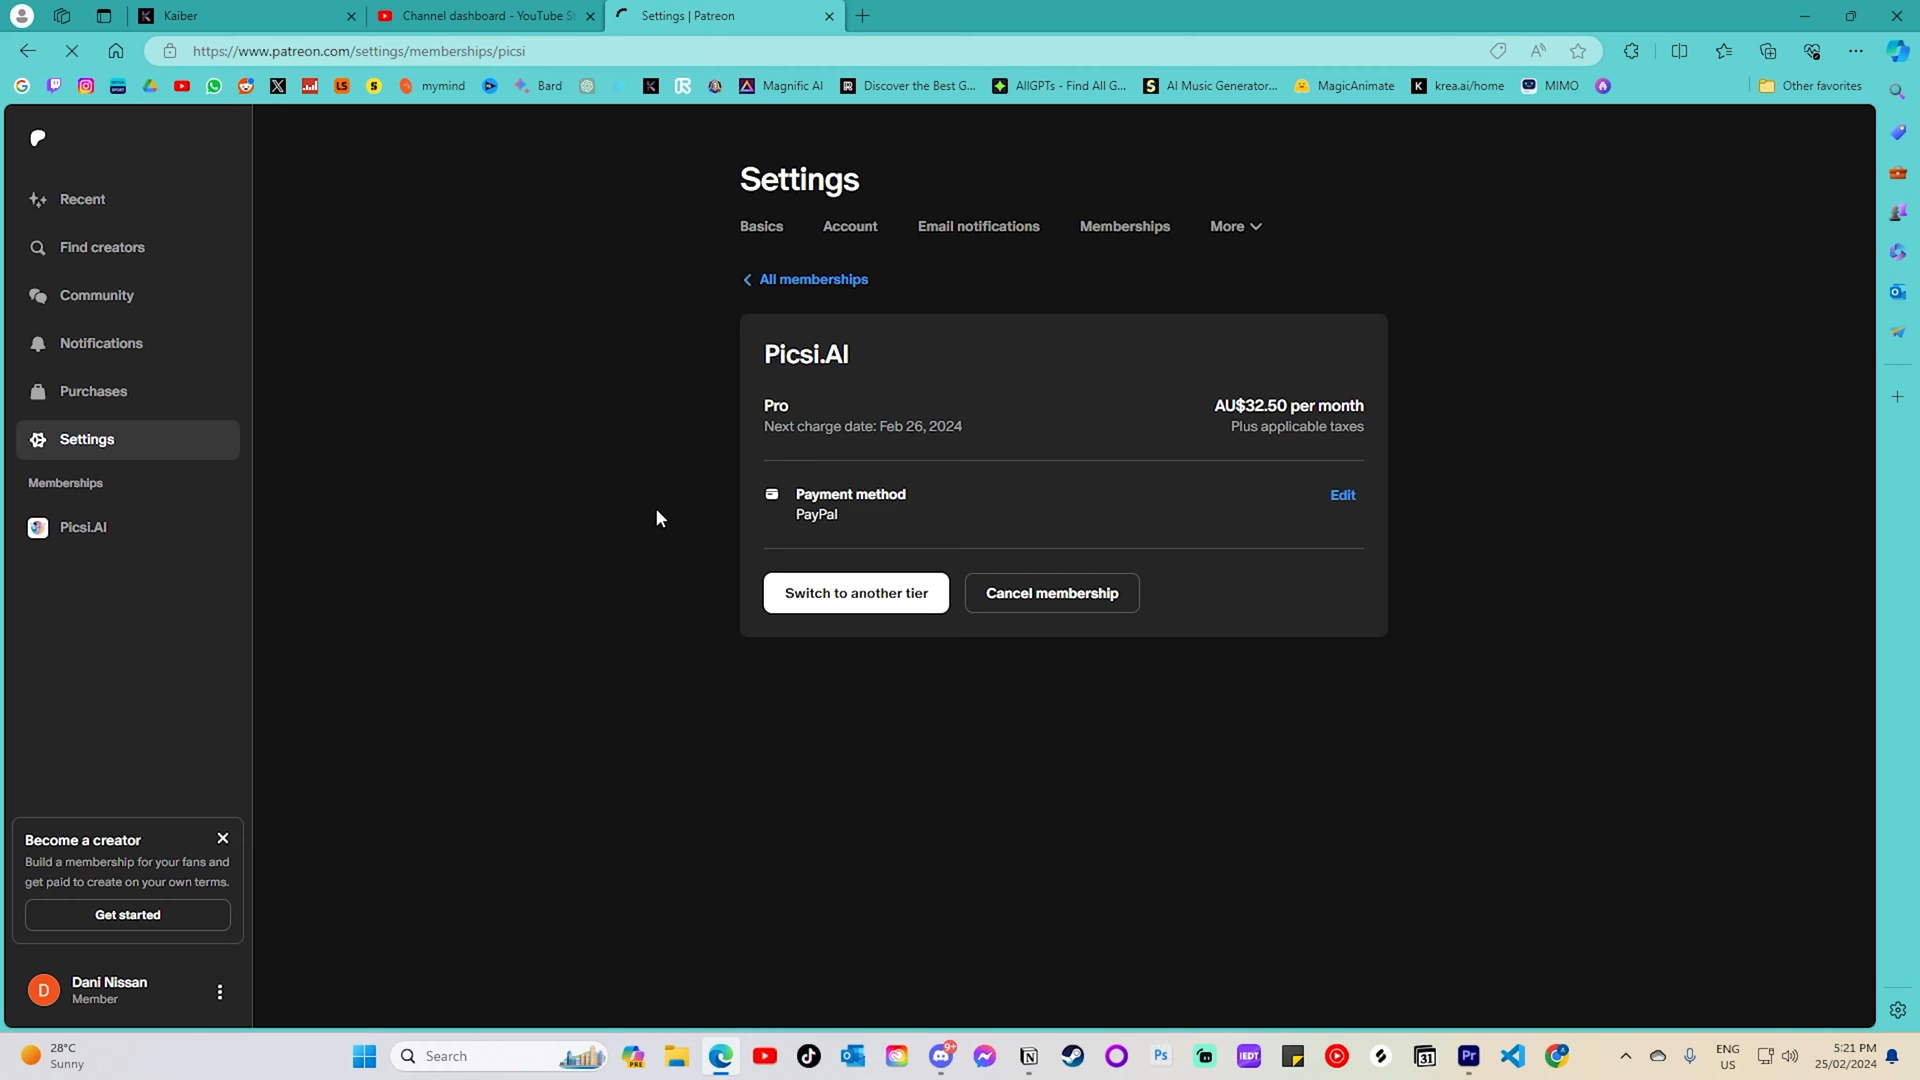 Kaiber
Channel dashboard - YouTube St
Settings | Patreon
https://www.patreon.com/settings/memberships/picsi
mymind
Bard
Magnific AI
Discover the Best G...
AllGPTs - Find All G...
AI Music Generator...
MagicAnimate
krea.ai/home
MIMO
Other favorites
Recent
Find creators
Community
Notifications
Purchases
Settings
Memberships
Picsi.AI
Settings
Basics
Account
Email notifications
Memberships
More
All memberships
Picsi.AI
Pro
AU$32.50 per month
Next charge date: Feb 26, 2024
Plus applicable taxes
Payment method
PayPal
Edit
Switch to another tier
Cancel membership
Become a creator
Build a membership for your fans and
get paid to create on your own terms.
Get started
D
Dani Nissan
Member
28°C
Sunny
Search
ENG
US
5:21 PM
25/02/2024